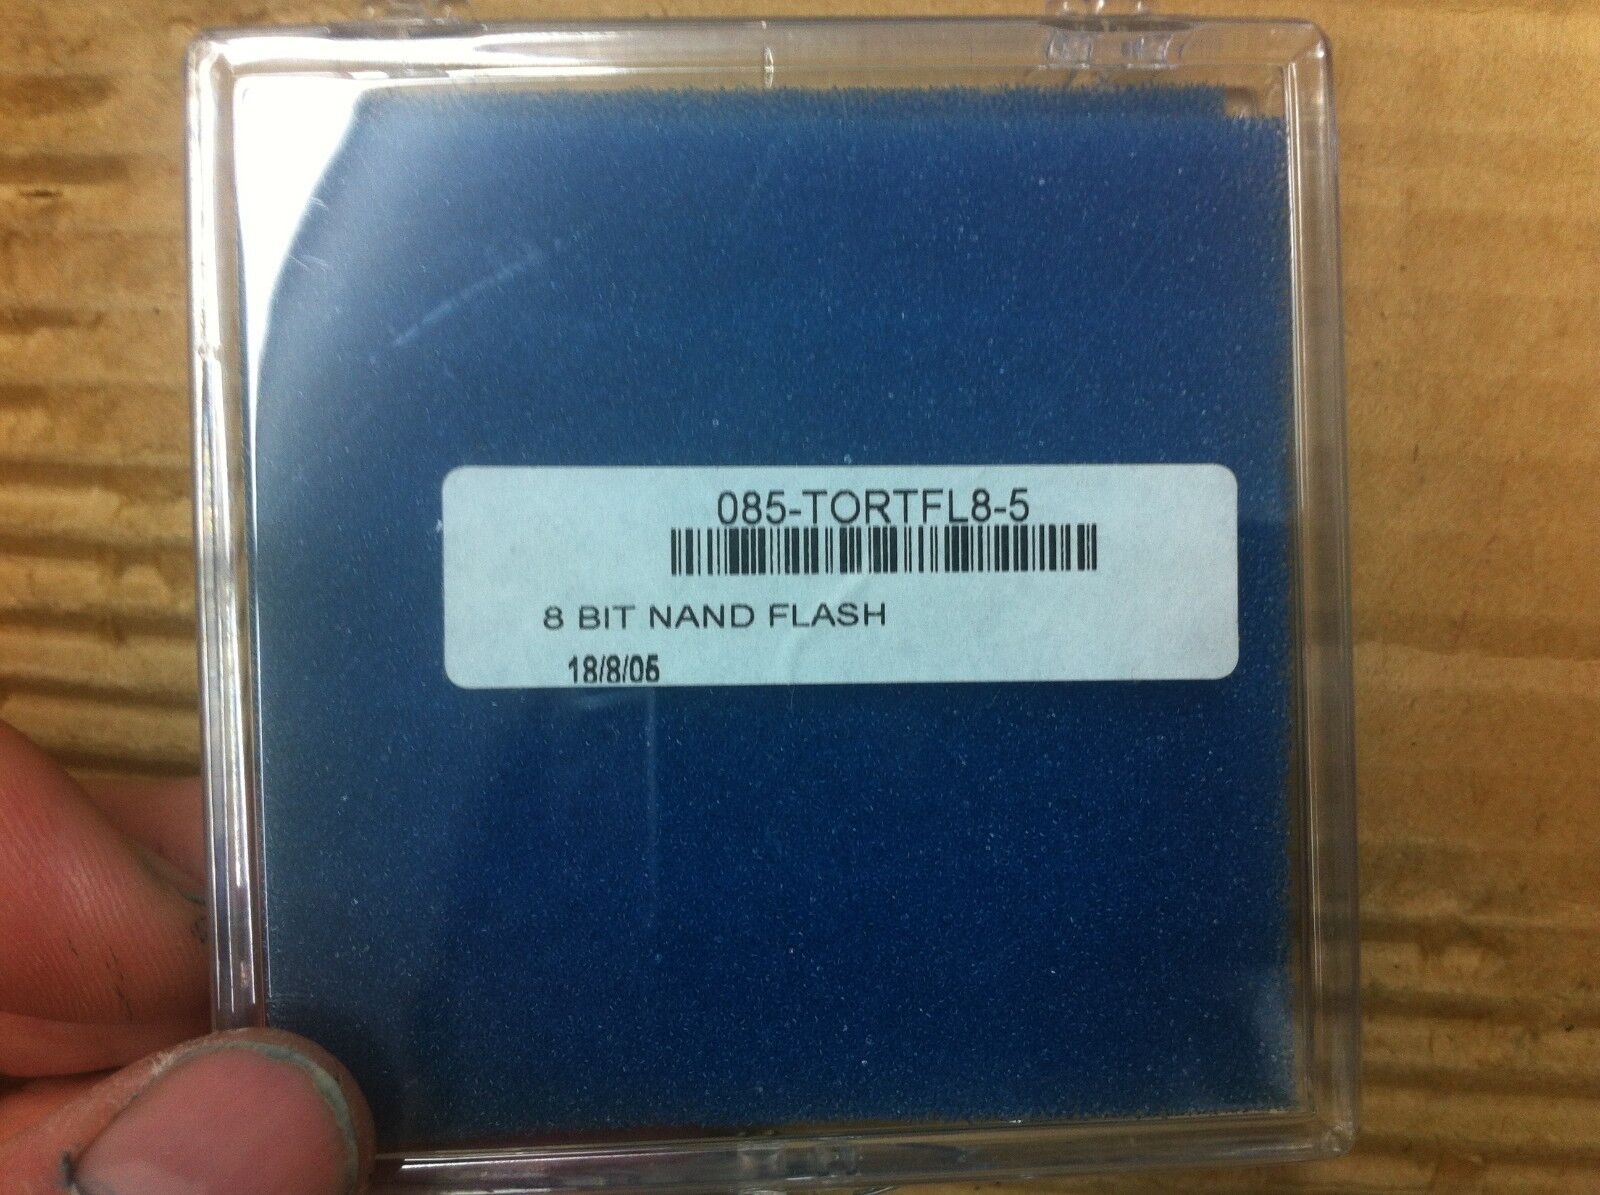 085-TORTFL8-5
8 BIT NAND FLASH
18/8/05